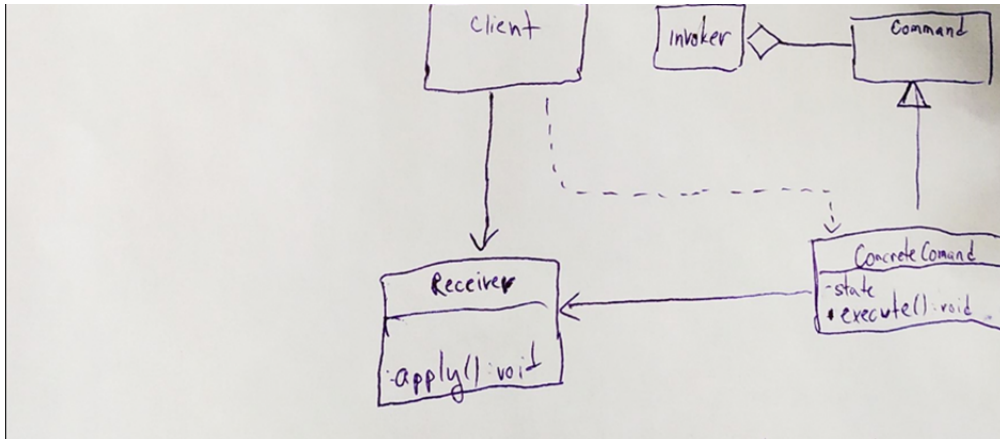 Client
Invoker
Command
Receiver
-apply() : void
ConcreteComand
-state
+execute() : void